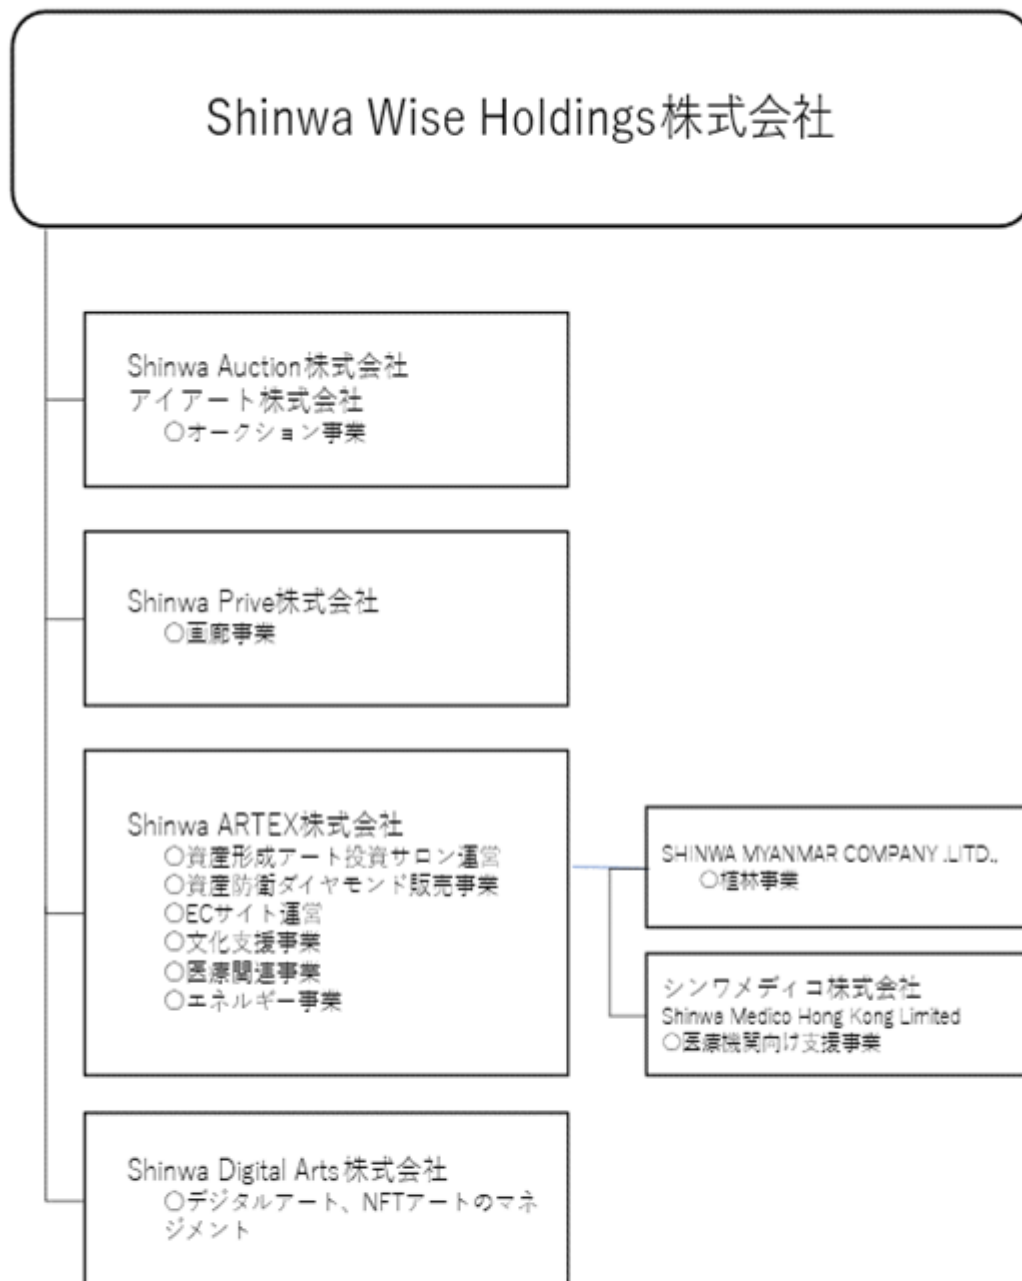 Shinwa Wise Holdings株式会社
Shinwa Auction株式会社
アイアート株式会社
○オークション事業
Shinwa Prive株式会社
○画廊事業
Shinwa ARTEX株式会社
○資産形成アート投資サロン運営
○資産防衛ダイヤモンド販売事業
○ECサイト運営
○文化支援事業
○医療関連事業
○エネルギー事業
SHINWA MYANMAR COMPANY .LITD.,
○植林事業
シンワメディコ株式会社
Shinwa Medico Hong Kong Limited
○医療機関向け支援事業
Shinwa Digital Arts株式会社
○デジタルアート、NFTアートのマネ
ジメント